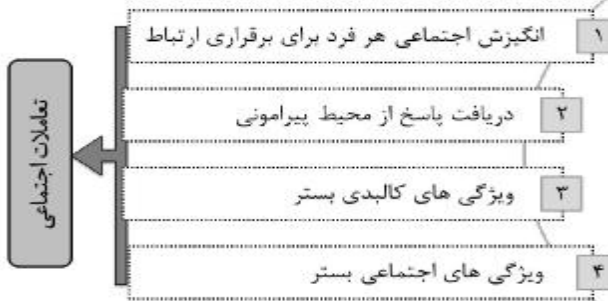 ۱ انگیزش اجتماعی هر فرد برای برقراری ارتباط
۲ دریافت پاسخ از محیط پیرامونی
۳ ویژگی های کالبدی بستر
۴ ویژگی های اجتماعی بستر
تعاملات اجتماعی